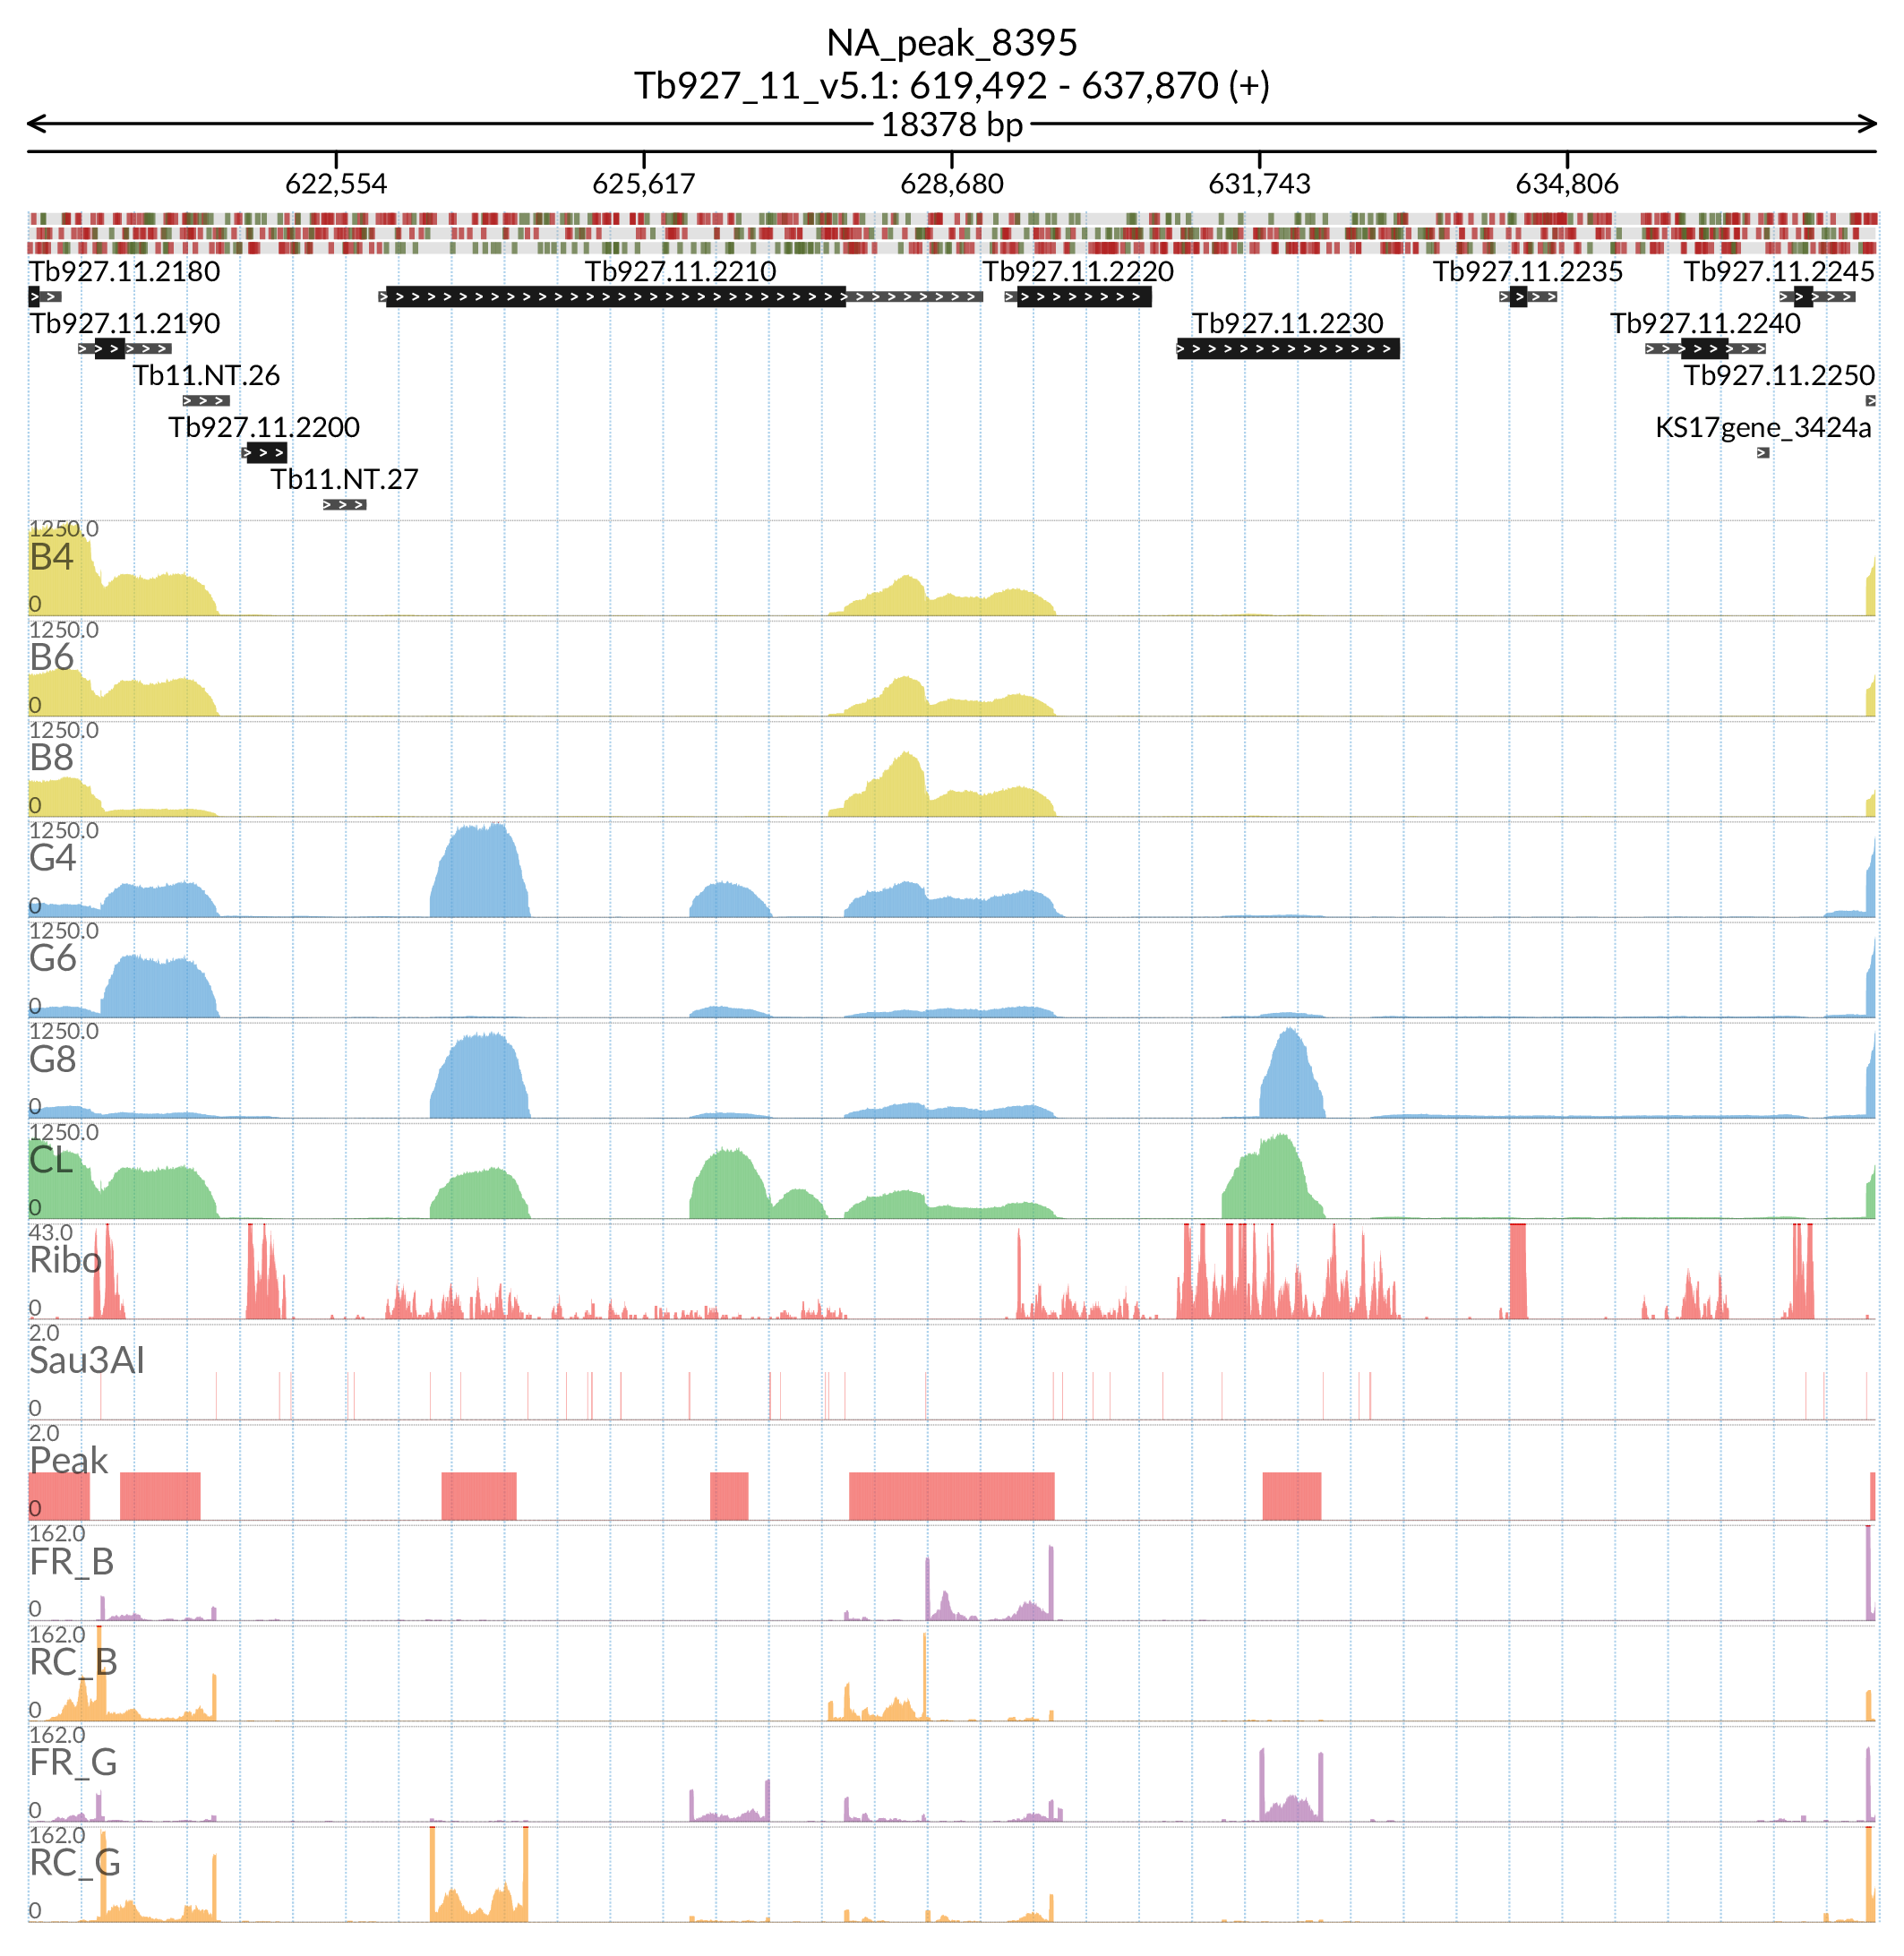 NA_peak_8395
Tb927_11_v5.1: 619,492 - 637,870 (+)
18378 bp
622,554 625,617 628,680 631,743 634,806
Tb927.11.2180 Tb927.11.2210 Tb927.11.2220 Tb927.11.2235 Tb927.11.2245
Tb927.11.2190 Tb927.11.2230 Tb927.11.2240
Tb11.NT.26 Tb927.11.2250
Tb927.11.2200 KS17gene_3424a
Tb11.NT.27
1250.0
B4
0
1250.0
B6
0
1250.0
B8
0
1250.0
G4
0
1250.0
G6
0
1250.0
G8
0
1250.0
CL
0
43.0
Ribo
0
2.0
Sau3AI
0
2.0
Peak
0
162.0
FR_B
0
162.0
RC_B
0
162.0
FR_G
0
162.0
RC_G
0